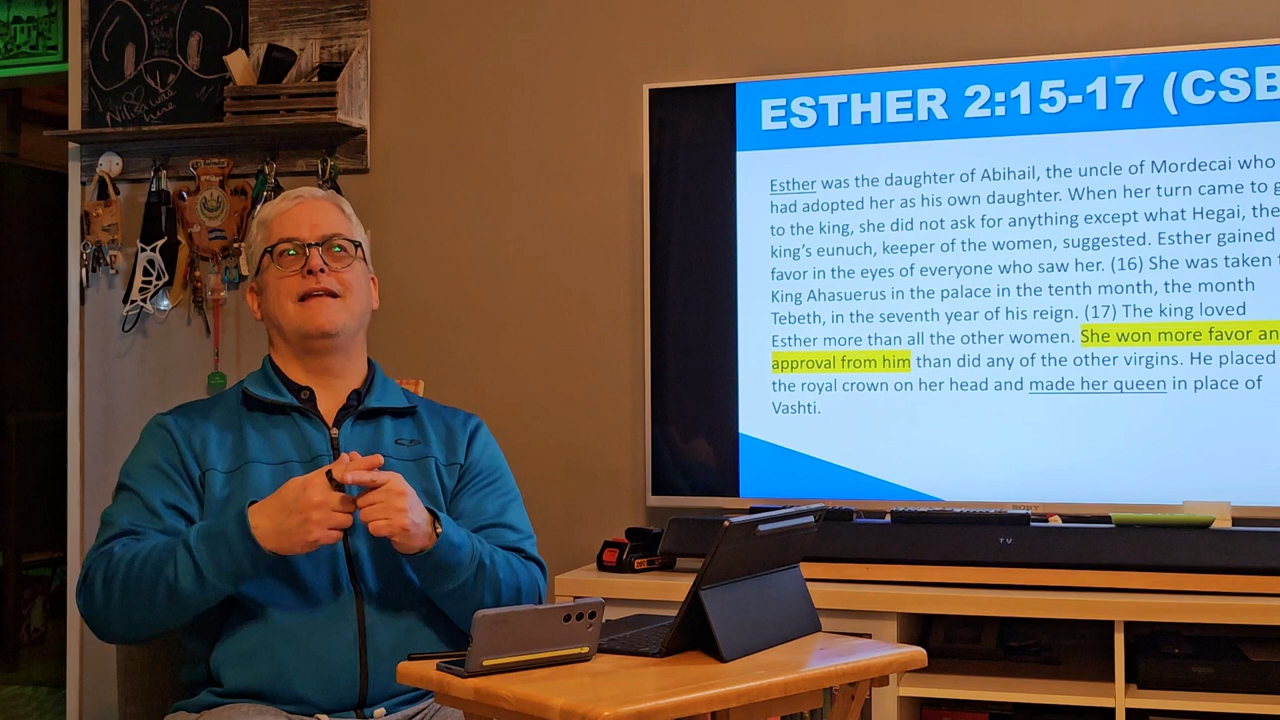 ESTHER 2:15-17 (CSB
Esther was the daughter of Abihail, the uncle of Mordecai who
had adopted her as his own daughter. When her turn came to g
to the king, she did not ask for anything except what Hegai, the
king's eunuch, keeper of the women, suggested. Esther gained
favor in the eyes of everyone who saw her. (16) She was taken
King Ahasuerus in the palace in the tenth month, the month
Tebeth, in the seventh year of his reign. (17) The king loved
Esther more than all the other women. She won more favor an
approval from him than did any of the other virgins. He placed
the royal crown on her head and made her queen in place of
Vashti.
SONY
TV